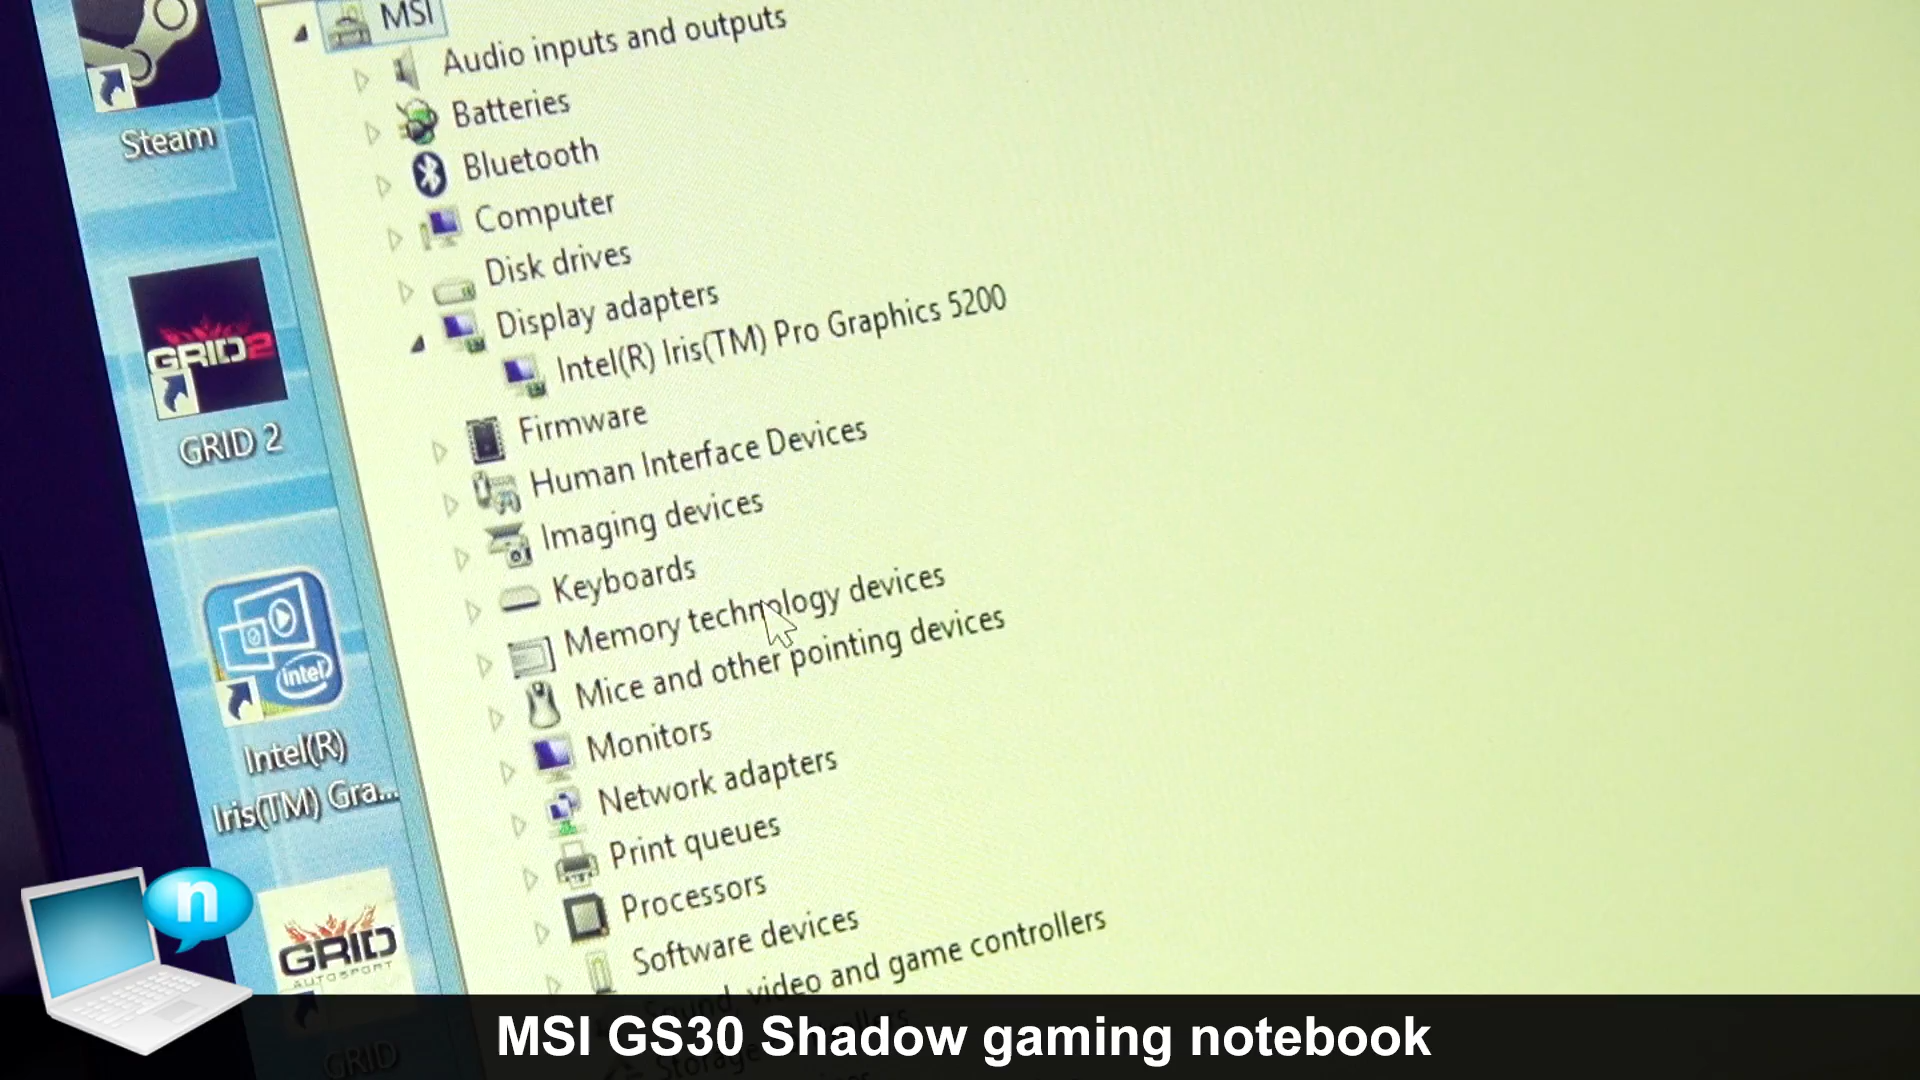 MSI
Audio inputs and outputs
Batteries
Bluetooth
Computer
Disk drives
Display adapters
Intel(R) Iris(TM) Pro Graphics 5200
Firmware
Human Interface Devices
Imaging devices
Keyboards
Memory technology devices
Mice and other pointing devices
Monitors
Network adapters
Print queues
Processors
Software devices
Sound, video and game controllers
Steam
GRID2
GRID 2
intel
Intel(R)
Iris(TM) Gra...
GRID
AUTOSPORT
GRID
n
MSI GS30 Shadow gaming notebook